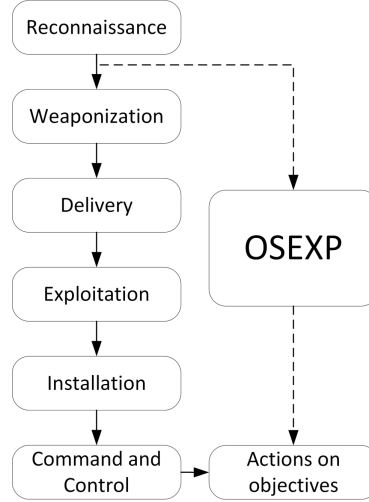 Reconnaissance
Weaponization
Delivery
OSEXP
Exploitation
Installation
Command and
Control
Actions on
objectives